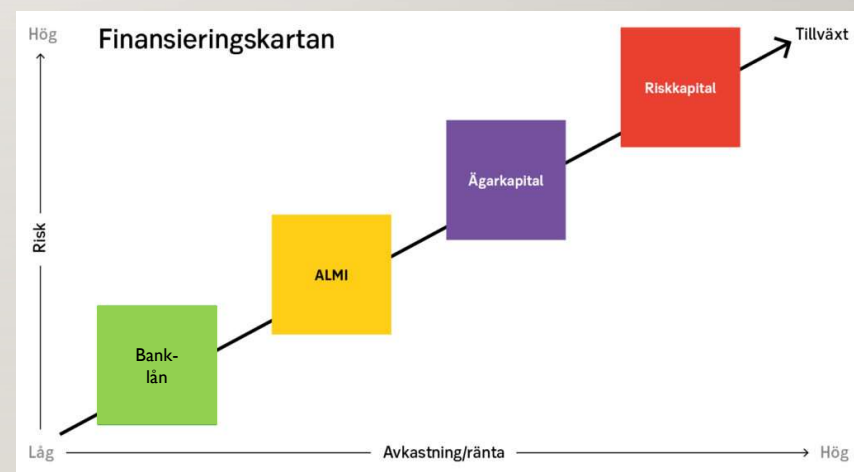 Hög
Finansieringskartan
Tillväxt
Riskkapital
Ägarkapital
Risk
ALMI
Bank-
lån
Låg
Avkastning/ränta
Hög